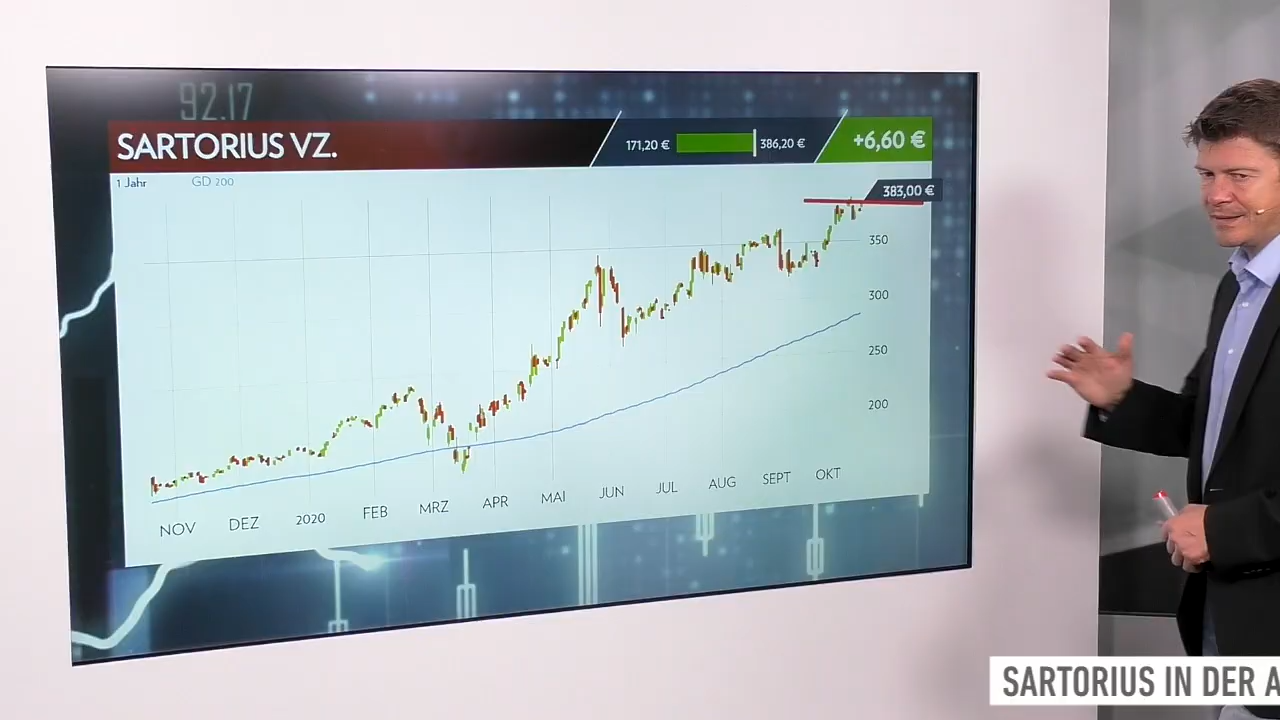 92.17
SARTORIUS VZ.
171,20 €
386,20 €
+6,60 €
1 Jahr
GD 200
383,00 €
350
300
250
200
NOV DEZ 2020 FEB MRZ APR MAI JUN JUL AUG SEPT OKT
SARTORIUS IN DER A